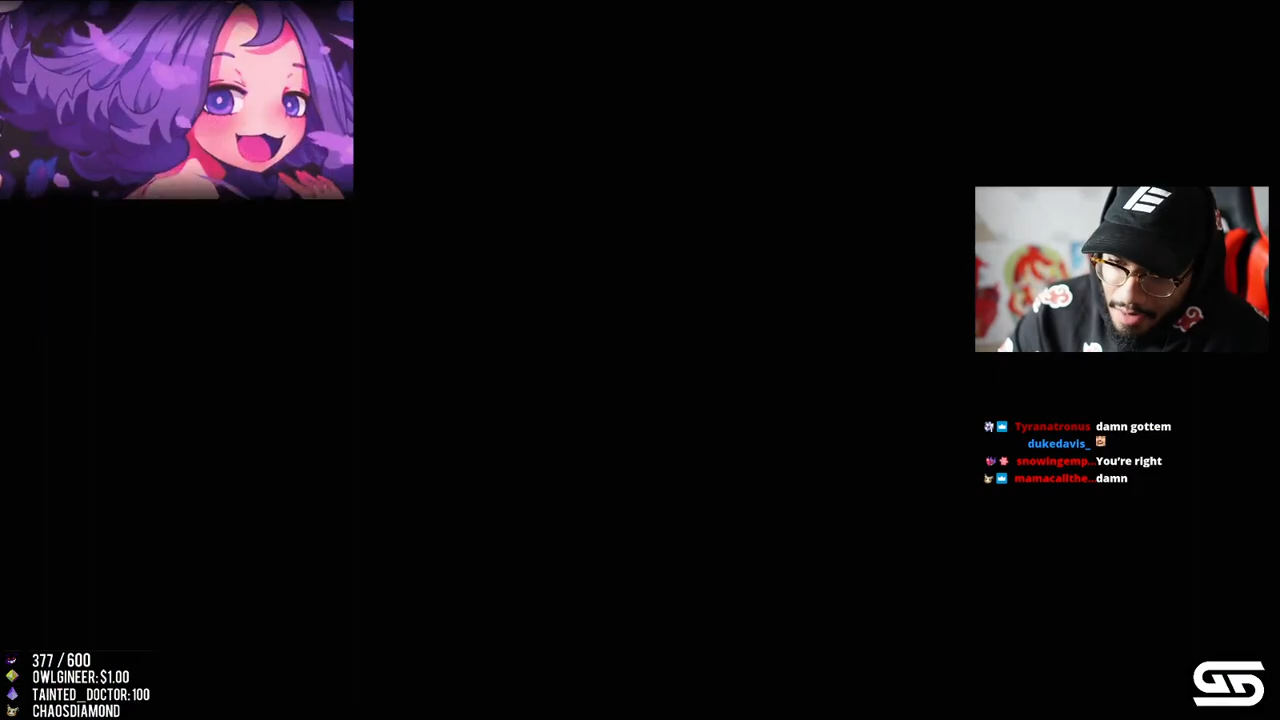 Tyranatronus damn gottem
dukedavis_
snowingemp... You're right
mamacallthe... damn
377 / 600
OWLGINEER: $1.00
TAINTED_DOCTOR: 100
CHAOSDIAMOND